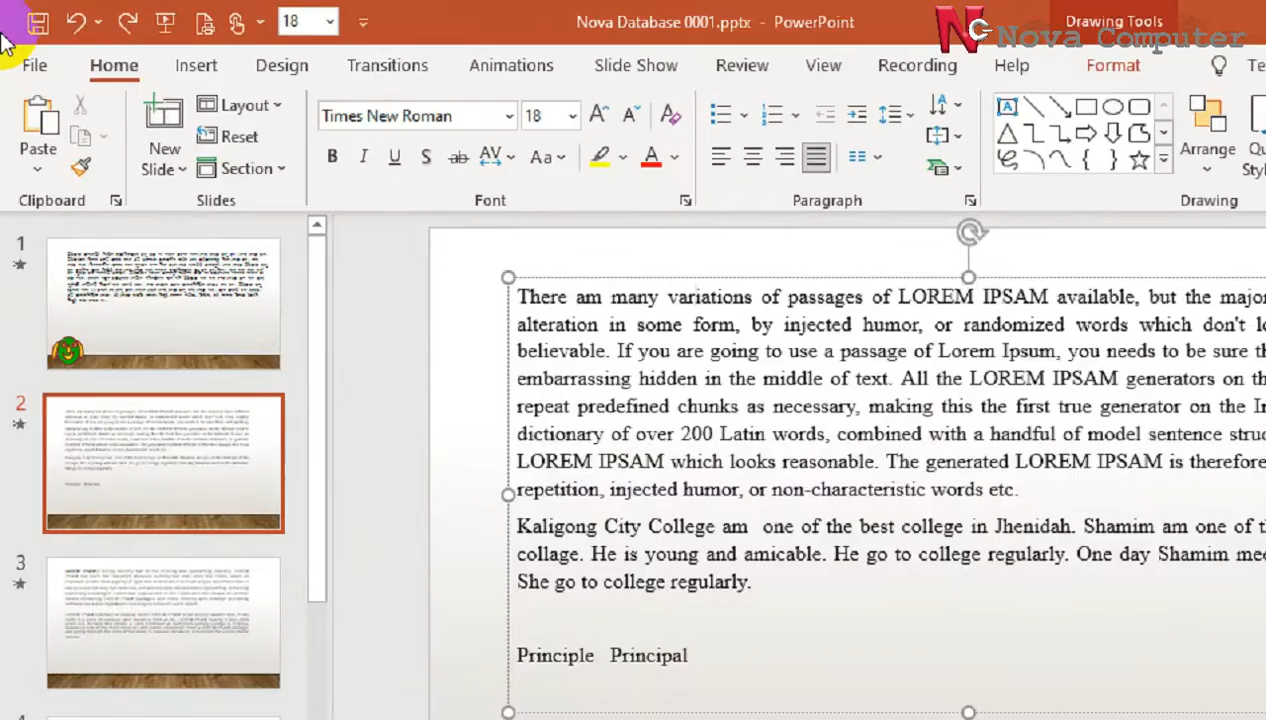 18
Nova Database 0001.pptx - PowerPoint
Drawing Tools
Nova Computer
File Home Insert Design Transitions Animations Slide Show Review View Recording Help Format
Paste
New Slide
Layout
Reset
Section
Times New Roman 18
B I U S abc AV Aa A
Arrange
Clipboard Slides Font Paragraph Drawing
1
2
3
There am many variations of passages of LOREM IPSAM available, but the
alteration in some form, by injected humor, or randomized words which don't
believable. If you are going to use a passage of Lorem Ipsum, you needs to be sure
embarrassing hidden in the middle of text. All the LOREM IPSAM generators on
repeat predefined chunks as necessary, making this the first true generator on the
dictionary of over 200 Latin words, combined with a handful of model sentence
LOREM IPSAM which looks reasonable. The generated LOREM IPSAM is therefore
repetition, injected humor, or non-characteristic words etc.
Kaligong City College am one of the best college in Jhenidah. Shamim am one of
collage. He is young and amicable. He go to college regularly. One day Shamim
She go to college regularly.
Principle Principal